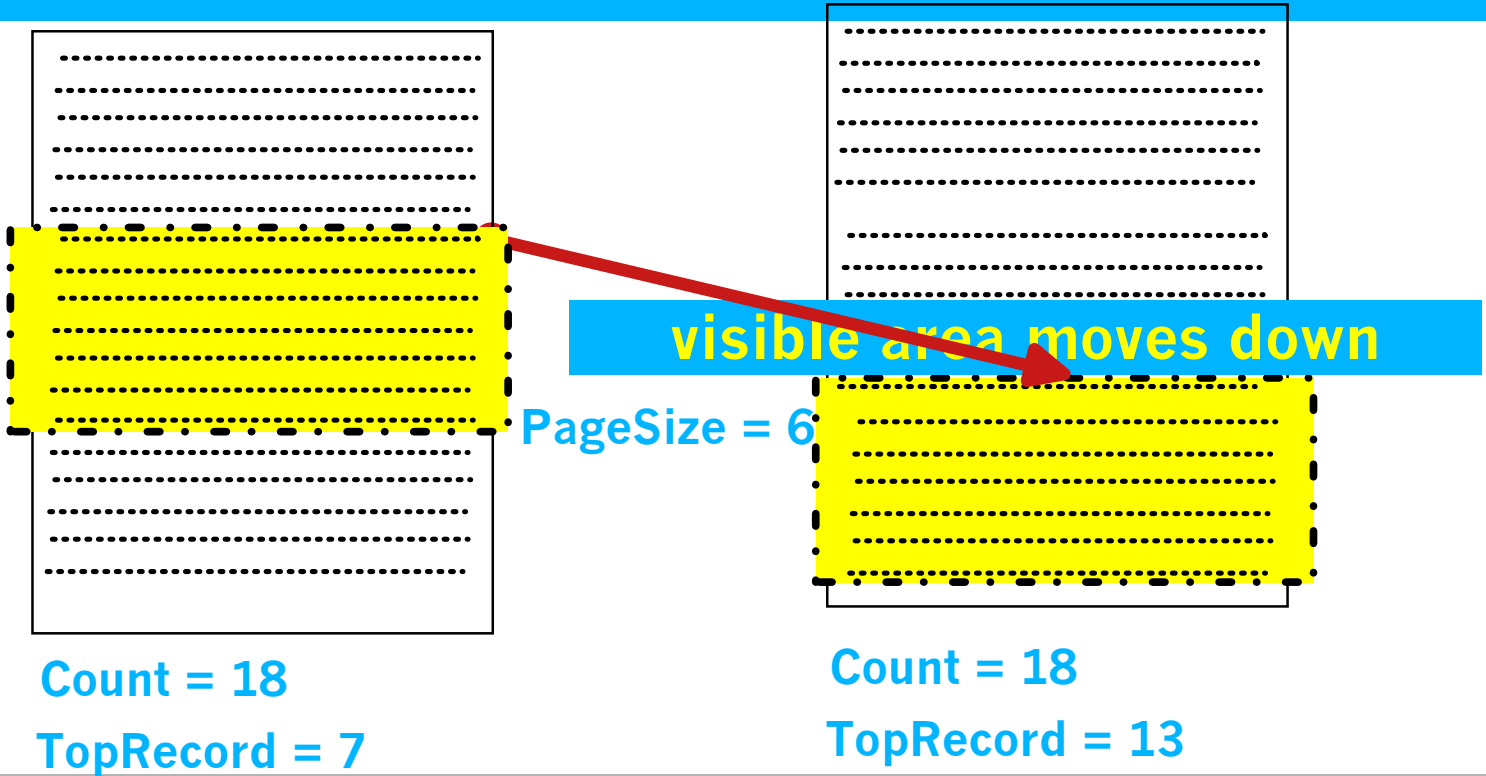 visible area moves down
PageSize = 6
Count = 18
TopRecord = 7
Count = 18
TopRecord = 13